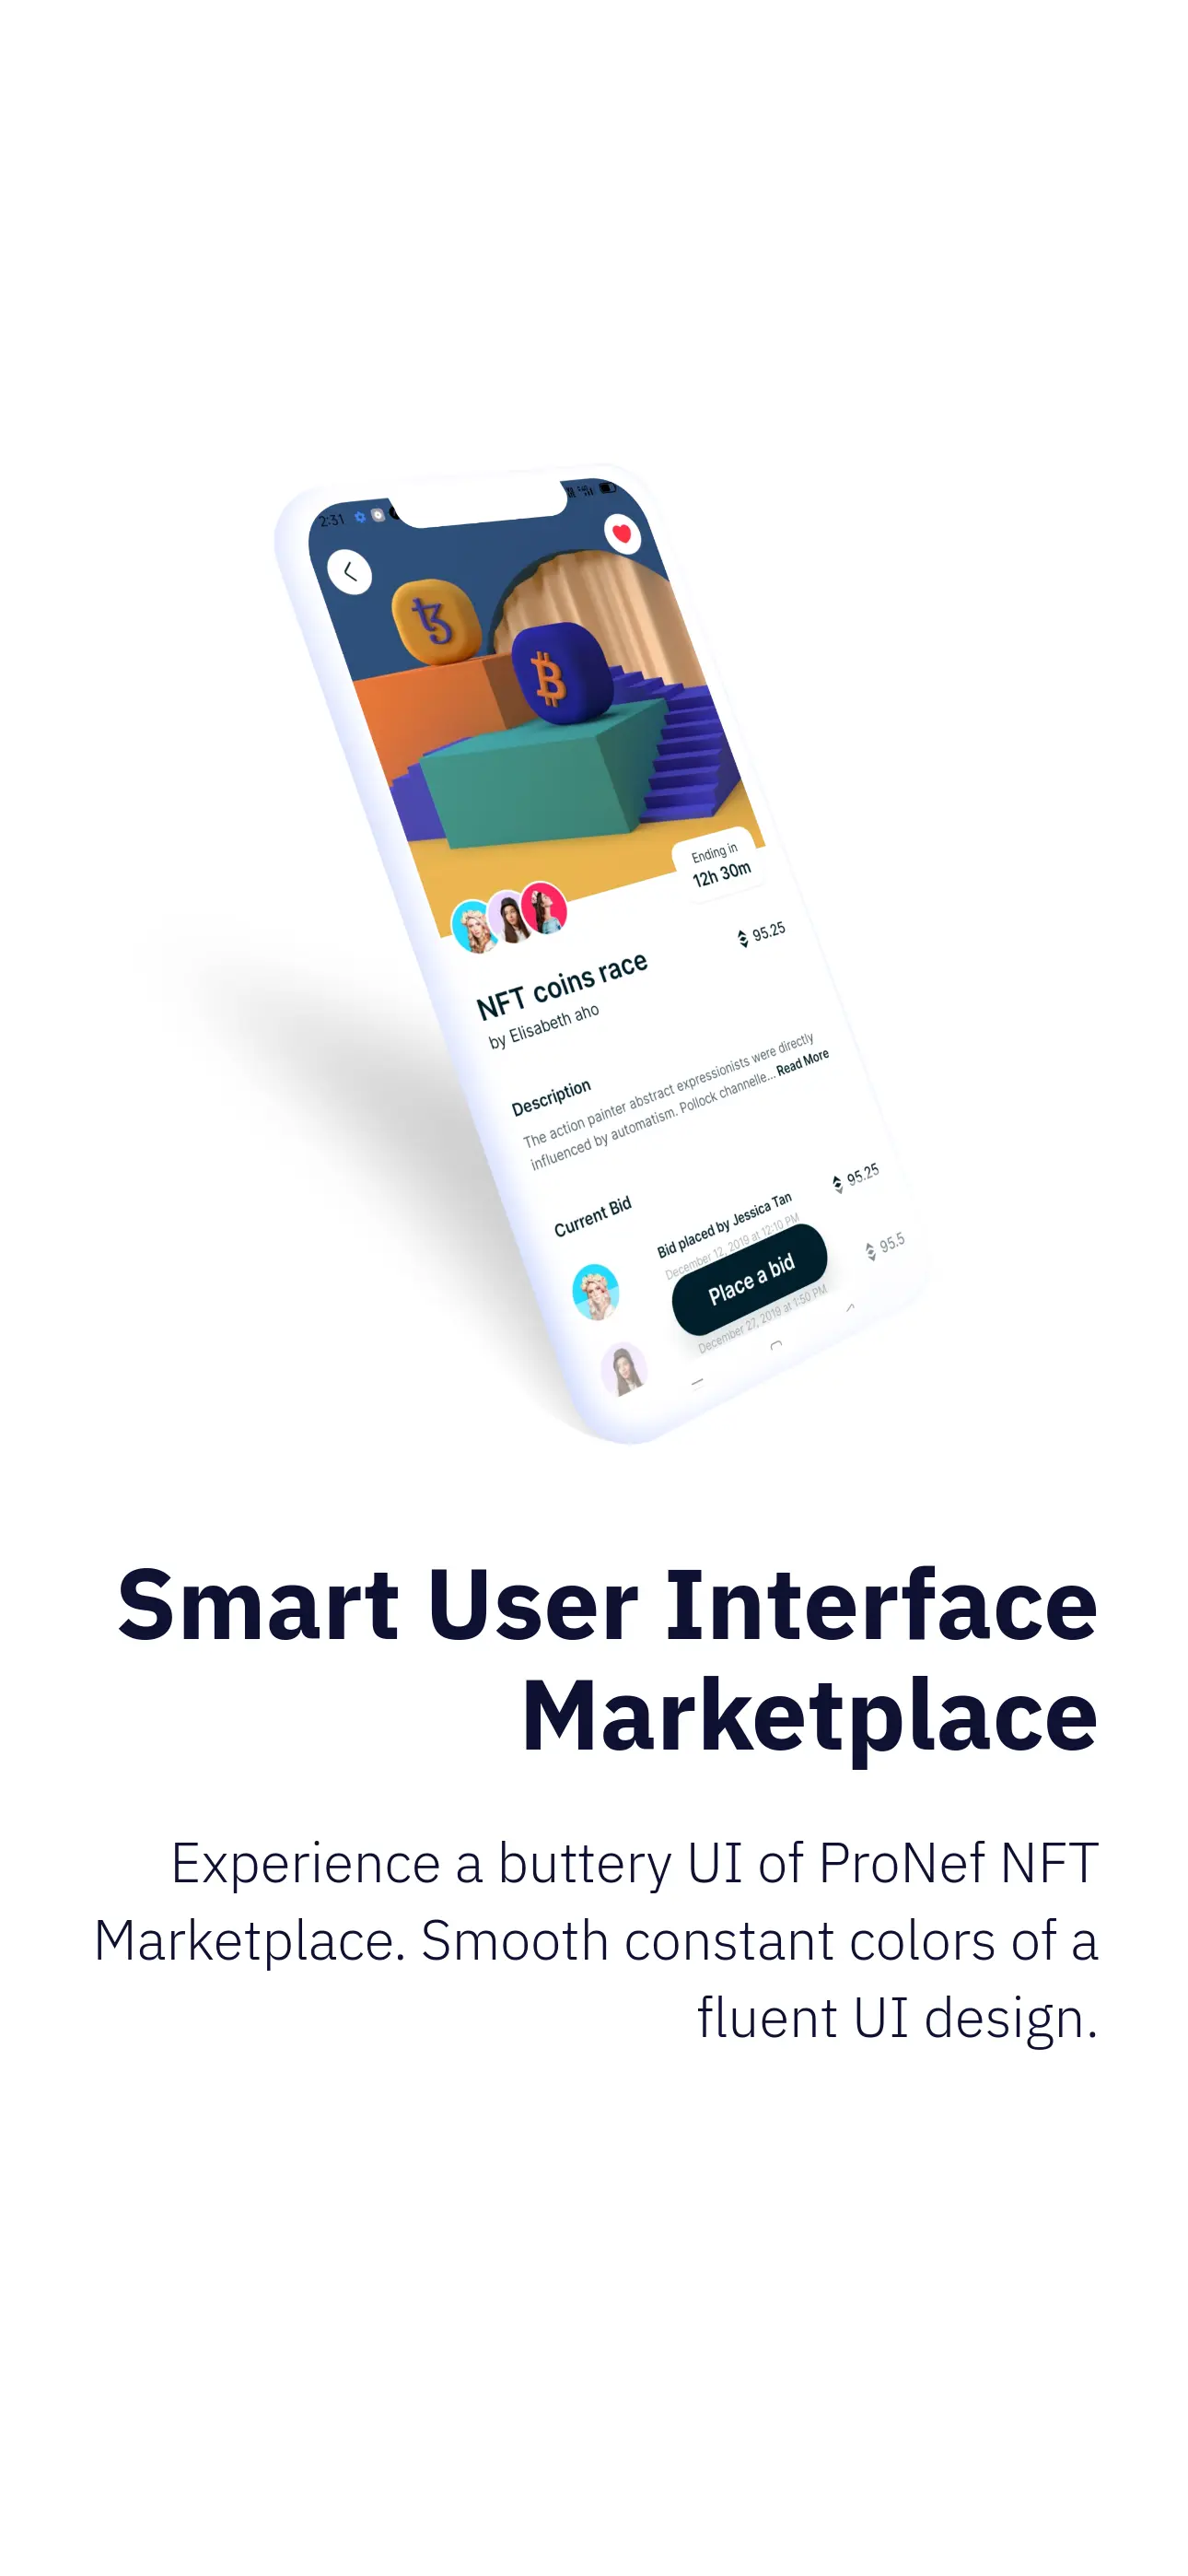 2:31
Ending in
12h 30m
95.25
NFT coins race
by Elisabeth aho
Description
The action painter abstract expressionists were directly
influenced by automatism. Pollock channelle... Read More
Current Bid
Bid placed by Jessica Tan
95.25
December 12, 2019 at 12:10 PM
Place a bid
95.5
December 27, 2019 at 1:50 PM
Smart User Interface
Marketplace
Experience a buttery UI of ProNef NFT
Marketplace. Smooth constant colors of a
fluent UI design.